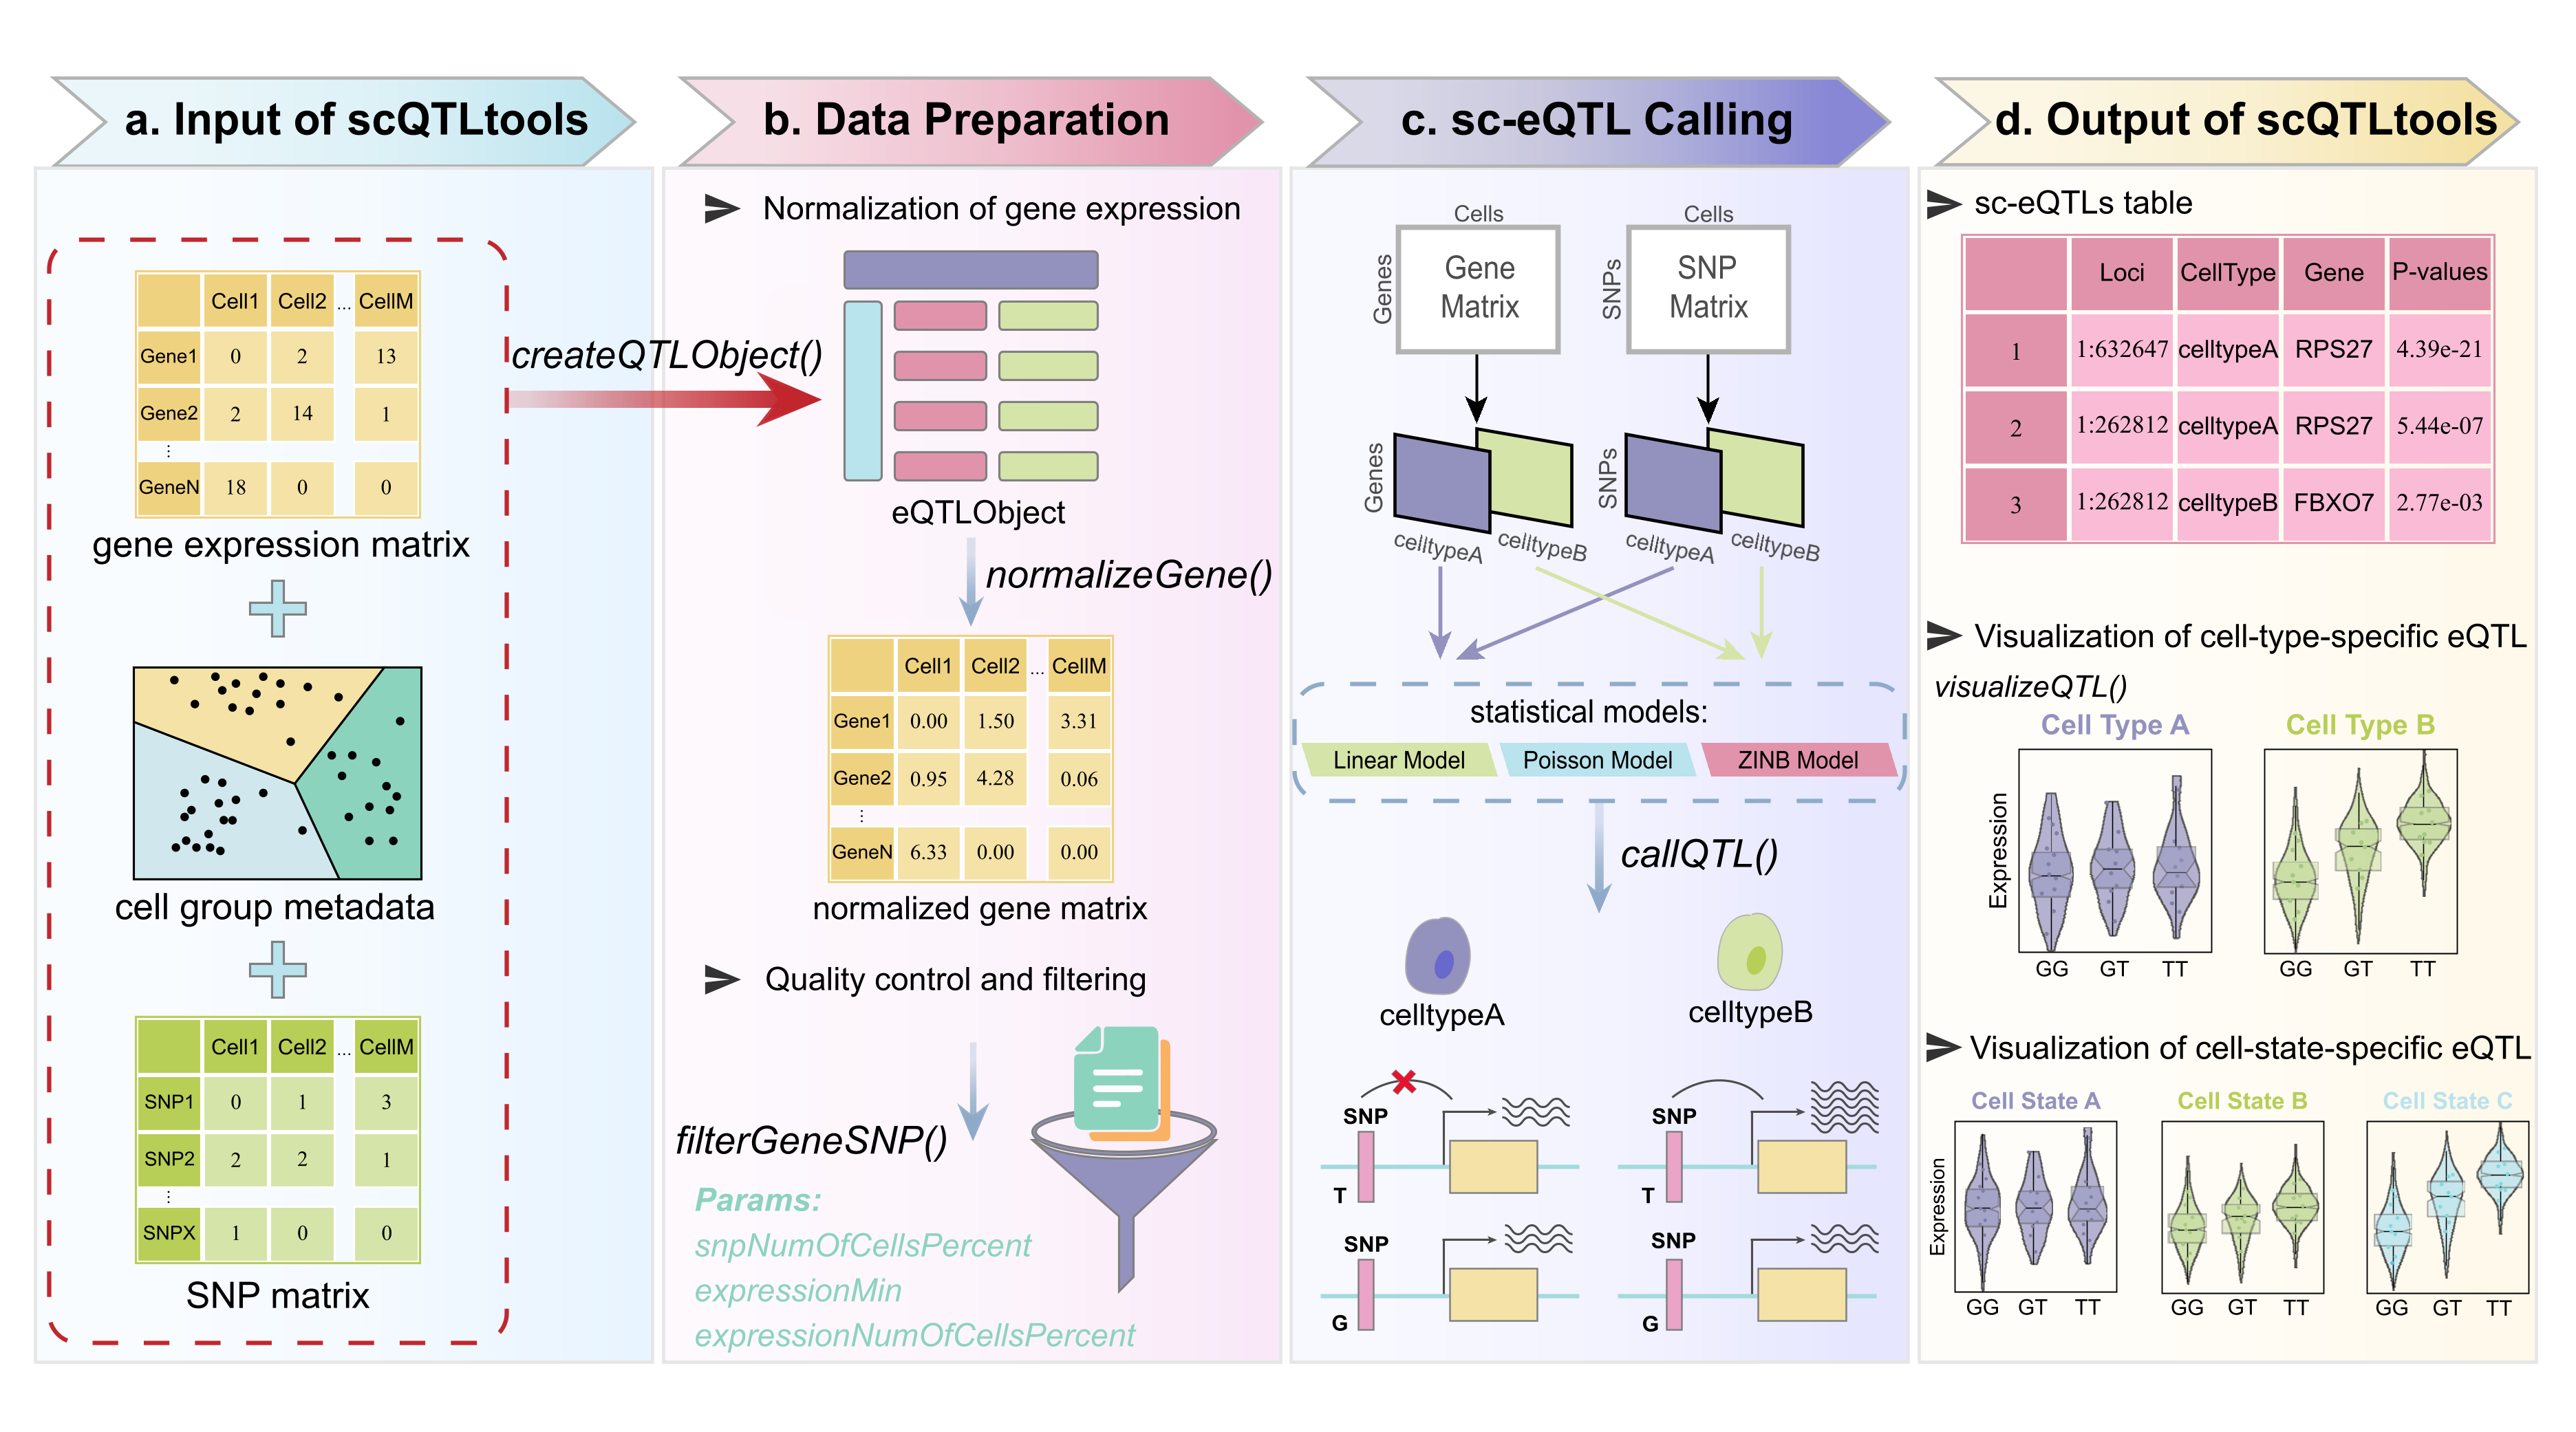 a. Input of scQTLtools
Cell1 Cell2 ... CellM
Gene1 0 2 13
Gene2 2 14 1
⋮
GeneN 18 0 0
gene expression matrix
cell group metadata
Cell1 Cell2 ... CellM
SNP1 0 1 3
SNP2 2 2 1
⋮
SNPX 1 0 0
SNP matrix
createQTLObject()
b. Data Preparation
Normalization of gene expression
eQTLObject
normalizeGene()
Cell1 Cell2 ... CellM
Gene1 0.00 1.50 3.31
Gene2 0.95 4.28 0.06
⋮
GeneN 6.33 0.00 0.00
normalized gene matrix
Quality control and filtering
filterGeneSNP()
Params:
snpNumOfCellsPercent
expressionMin
expressionNumOfCellsPercent
c. sc-eQTL Calling
Cells Cells
Genes
Gene
Matrix
SNPs
SNP
Matrix
Genes
SNPs
celltypeA celltypeB celltypeA celltypeB
statistical models:
Linear Model Poisson Model ZINB Model
callQTL()
celltypeA celltypeB
SNP SNP
T T
SNP SNP
G G
d. Output of scQTLtools
sc-eQTLs table
Loci CellType Gene P-values
1 1:632647 celltypeA RPS27 4.39e-21
2 1:262812 celltypeA RPS27 5.44e-07
3 1:262812 celltypeB FBXO7 2.77e-03
Visualization of cell-type-specific eQTL
visualizeQTL()
Cell Type A Cell Type B
Expression
GG GT TT GG GT TT
Visualization of cell-state-specific eQTL
Cell State A Cell State B Cell State C
Expression
GG GT TT GG GT TT GG GT TT